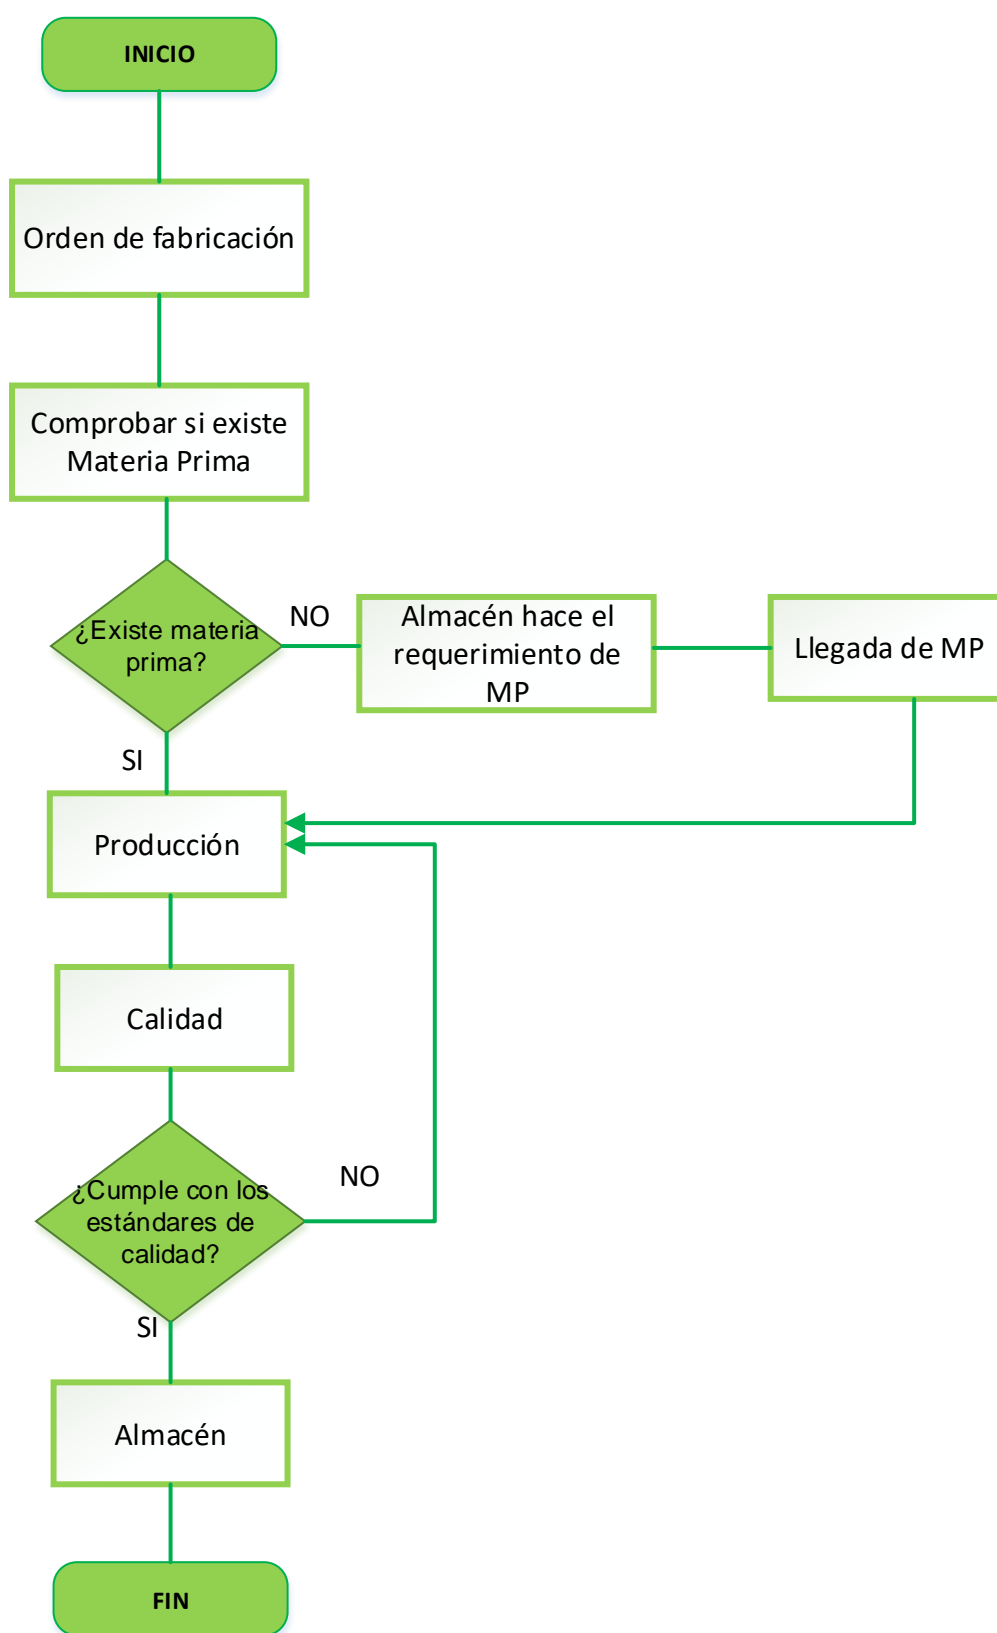 INICIO
Orden de fabricación
Comprobar si existe
Materia Prima
¿Existe materia
prima?
NO
Almacén hace el
requerimiento de
MP
Llegada de MP
SI
Producción
Calidad
¿Cumple con los
estándares de
calidad?
NO
SI
Almacén
FIN